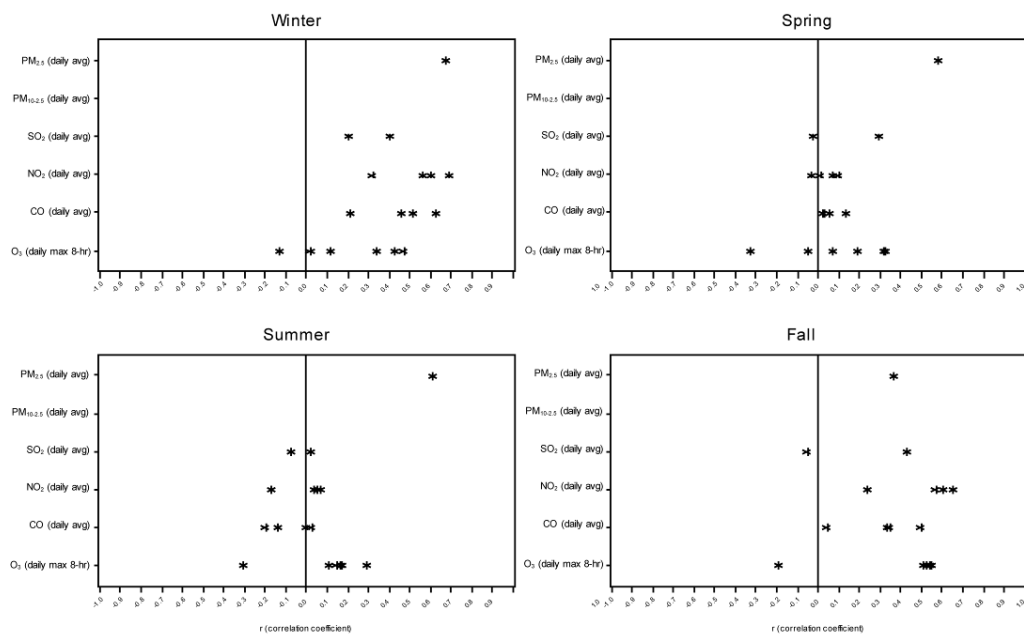 Winter
PM2.5 (daily avg)
PM10-2.5 (daily avg)
SO2 (daily avg)
NO2 (daily avg)
CO (daily avg)
O3 (daily max 8-hr)
-1.0 -0.9 -0.8 -0.7 -0.6 -0.5 -0.4 -0.3 -0.2 -0.1 0.0 0.1 0.2 0.3 0.4 0.5 0.6 0.7 0.8 0.9
Spring
PM2.5 (daily avg)
PM10-2.5 (daily avg)
SO2 (daily avg)
NO2 (daily avg)
CO (daily avg)
O3 (daily max 8-hr)
1.0 -0.9 -0.8 -0.7 -0.6 -0.5 -0.4 -0.3 -0.2 -0.1 0.0 0.1 0.2 0.3 0.4 0.5 0.6 0.7 0.8 0.9 1.0
Summer
PM2.5 (daily avg)
PM10-2.5 (daily avg)
SO2 (daily avg)
NO2 (daily avg)
CO (daily avg)
O3 (daily max 8-hr)
-1.0 -0.9 -0.8 -0.7 -0.6 -0.5 -0.4 -0.3 -0.2 -0.1 0.0 0.1 0.2 0.3 0.4 0.5 0.6 0.7 0.8 0.9
r (correlation coefficient)
Fall
PM2.5 (daily avg)
PM10-2.5 (daily avg)
SO2 (daily avg)
NO2 (daily avg)
CO (daily avg)
O3 (daily max 8-hr)
1.0 -0.9 -0.8 -0.7 -0.6 -0.5 -0.4 -0.3 -0.2 -0.1 0.0 0.1 0.2 0.3 0.4 0.5 0.6 0.7 0.8 0.9 1.0
r (correlation coefficient)